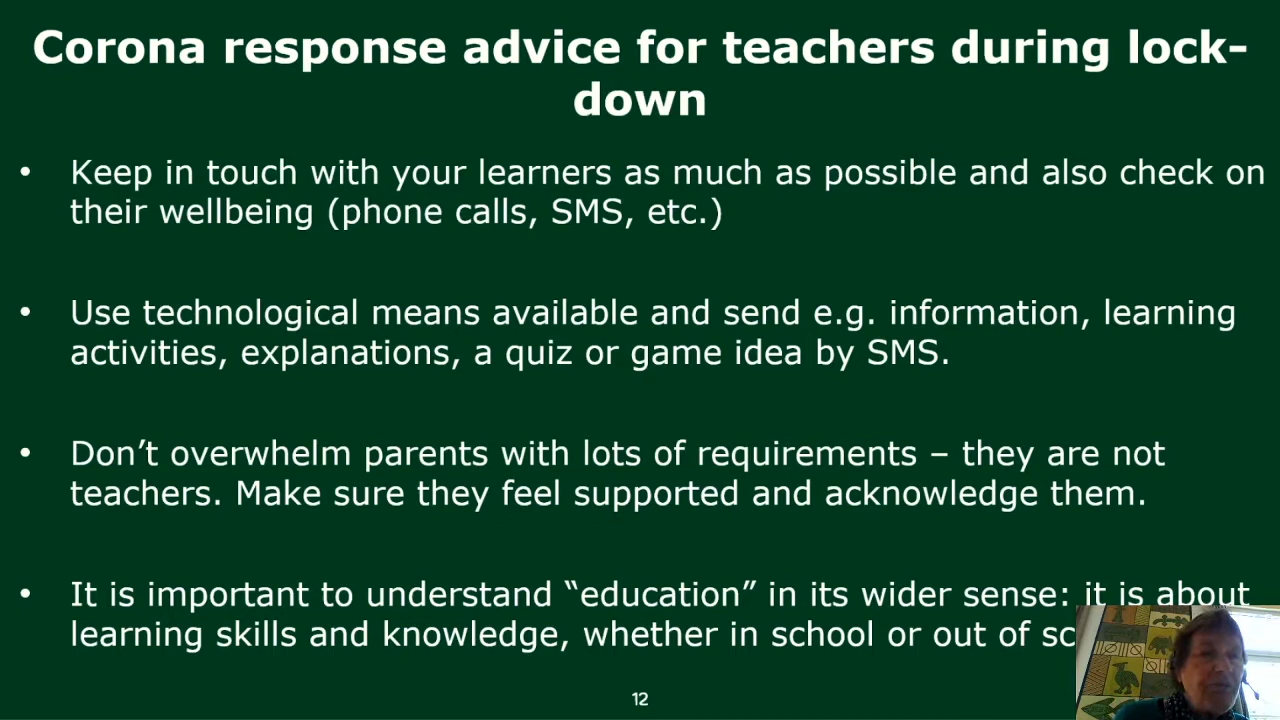 Corona response advice for teachers during lock-
down
• Keep in touch with your learners as much as possible and also check on
their wellbeing (phone calls, SMS, etc.)
• Use technological means available and send e.g. information, learning
activities, explanations, a quiz or game idea by SMS.
• Don’t overwhelm parents with lots of requirements – they are not
teachers. Make sure they feel supported and acknowledge them.
• It is important to understand “education” in its wider sense: it is about
learning skills and knowledge, whether in school or out of
12